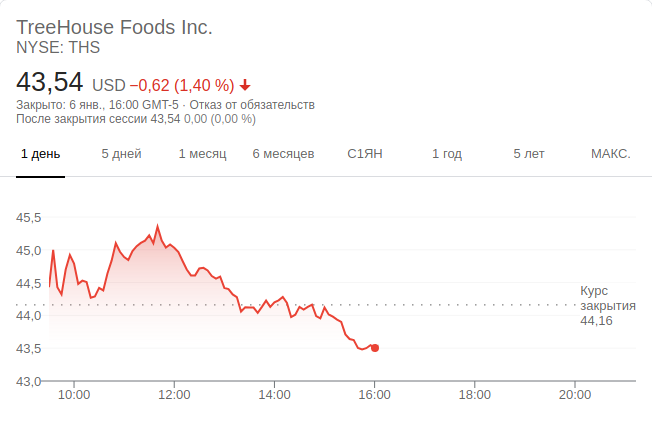 TreeHouse Foods Inc.
NYSE: THS
43,54 USD −0,62 (1,40 %)
Закрыто: 6 янв., 16:00 GMT-5 · Отказ от обязательств
После закрытия сессии 43,54 0,00 (0,00 %)
1 день 5 дней 1 месяц 6 месяцев С1ЯН 1 год 5 лет МАКС.
45,5
45,0
44,5
44,0
43,5
43,0
Курс
закрытия
44,16
10:00 12:00 14:00 16:00 18:00 20:00